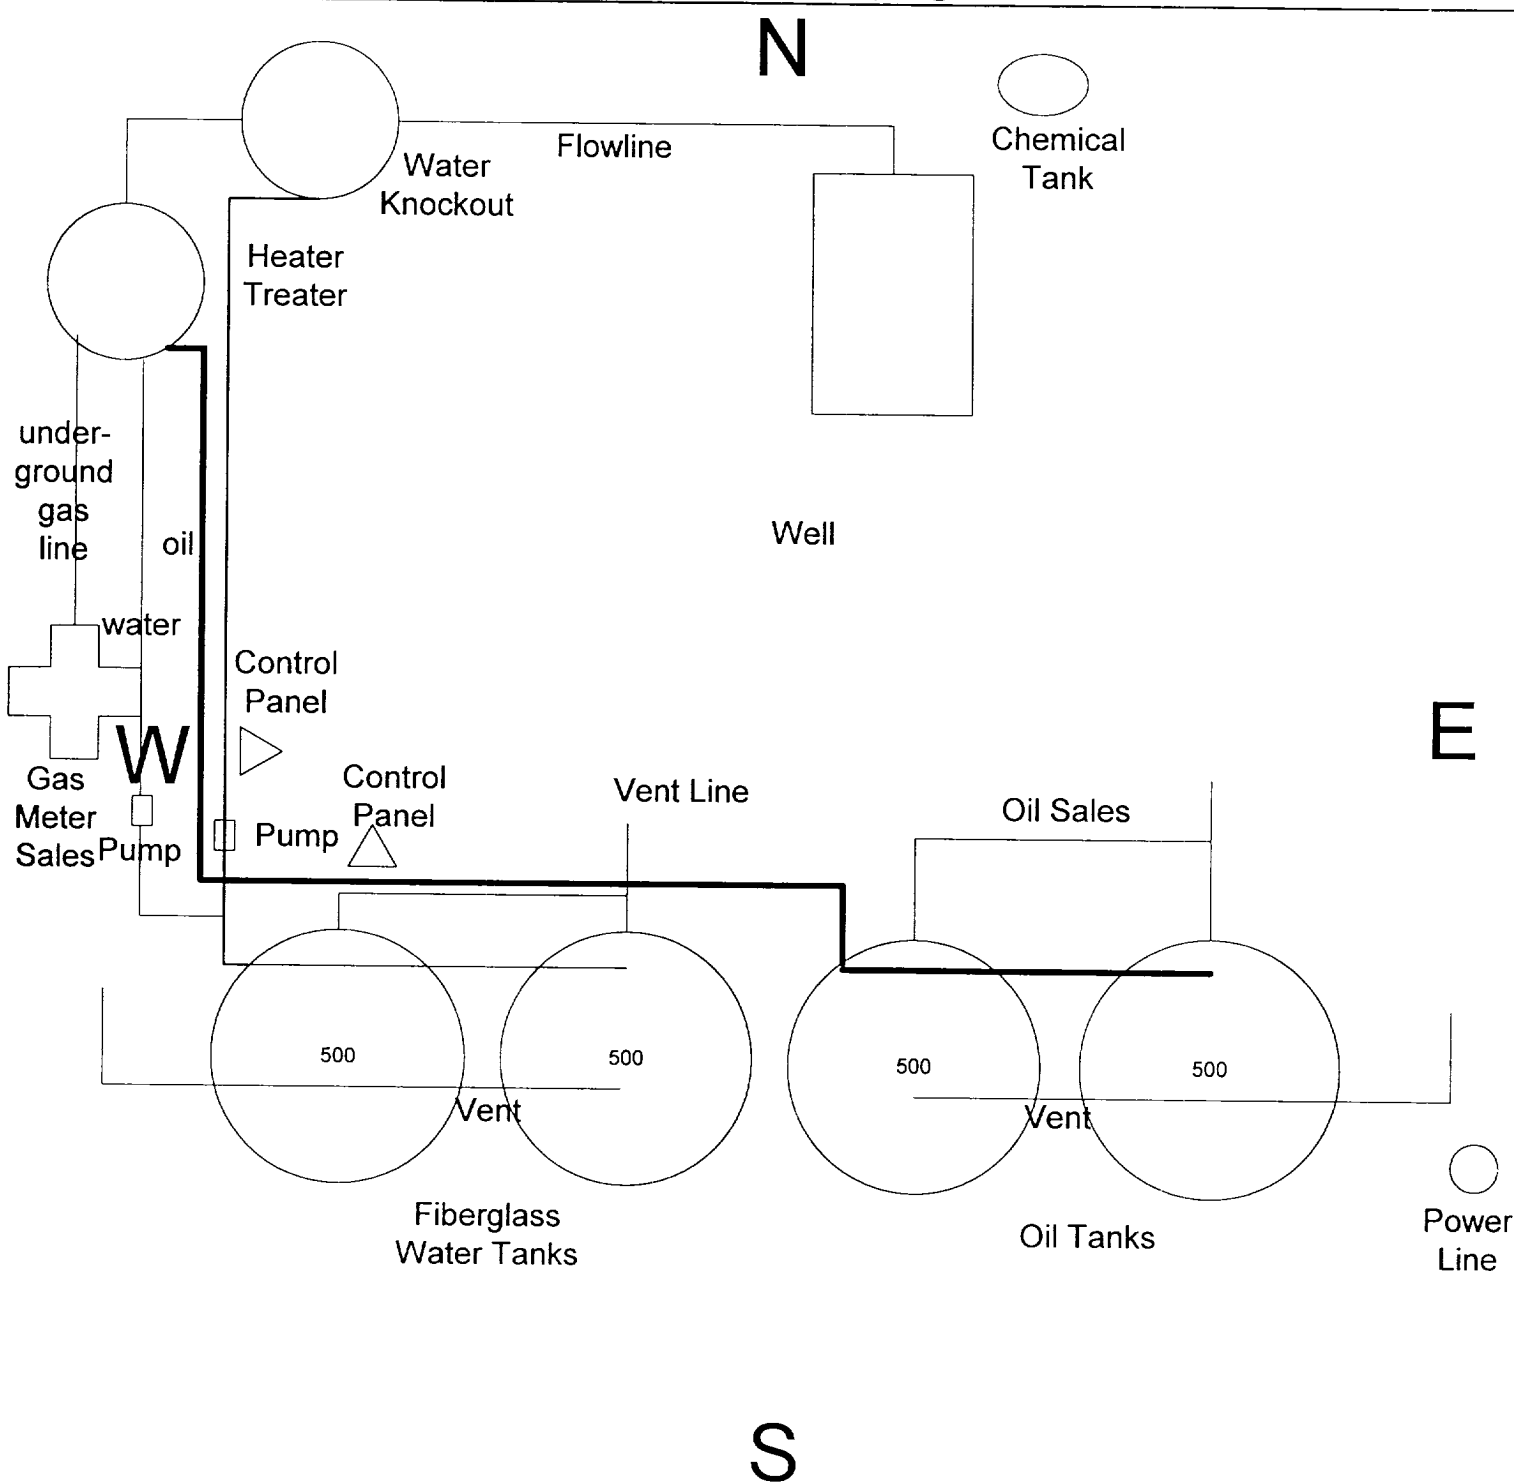 N
Chemical
Tank
Flowline
Water
Knockout
Heater
Treater
under-
ground
gas
line
oil
Well
water
Control
Panel
W
E
Gas
Meter
Sales
Pump
Pump
Control
Panel
Vent Line
Oil Sales
500
500
500
500
Vent
Vent
Fiberglass
Water Tanks
Oil Tanks
Power
Line
S